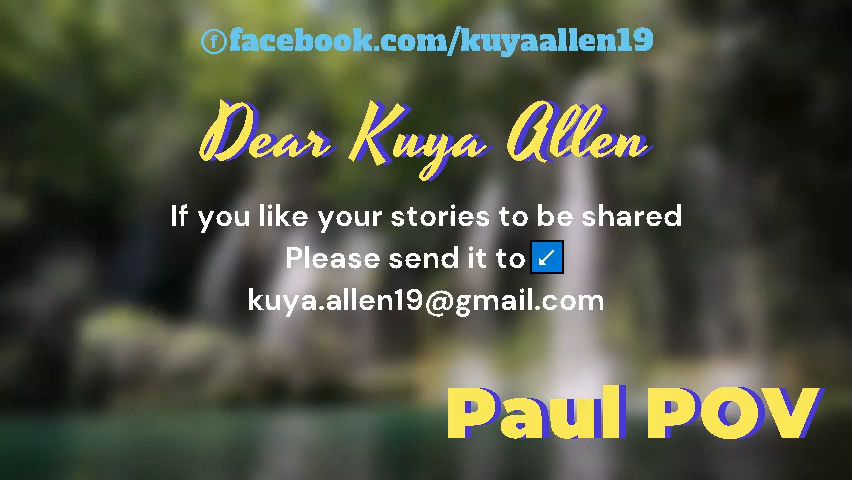 facebook.com/kuyaallen19
Dear Kuya Allen
If you like your stories to be shared
Please send it to ↙
kuya.allen19@gmail.com
Paul POV